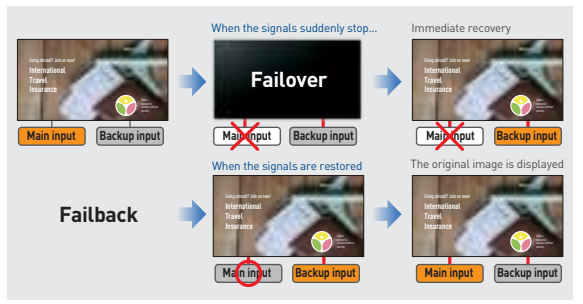 When the signals suddenly stop...
Immediate recovery
Going abroad? Join us now!
International
Travel
Insurance
Main input
Backup input
Failover
Main input
Backup input
Going abroad? Join us now!
International
Travel
Insurance
Main input
Backup input
When the signals are restored
The original image is displayed
Failback
Going abroad? Join us now!
International
Travel
Insurance
Main input
Backup input
Going abroad? Join us now!
International
Travel
Insurance
Main input
Backup input